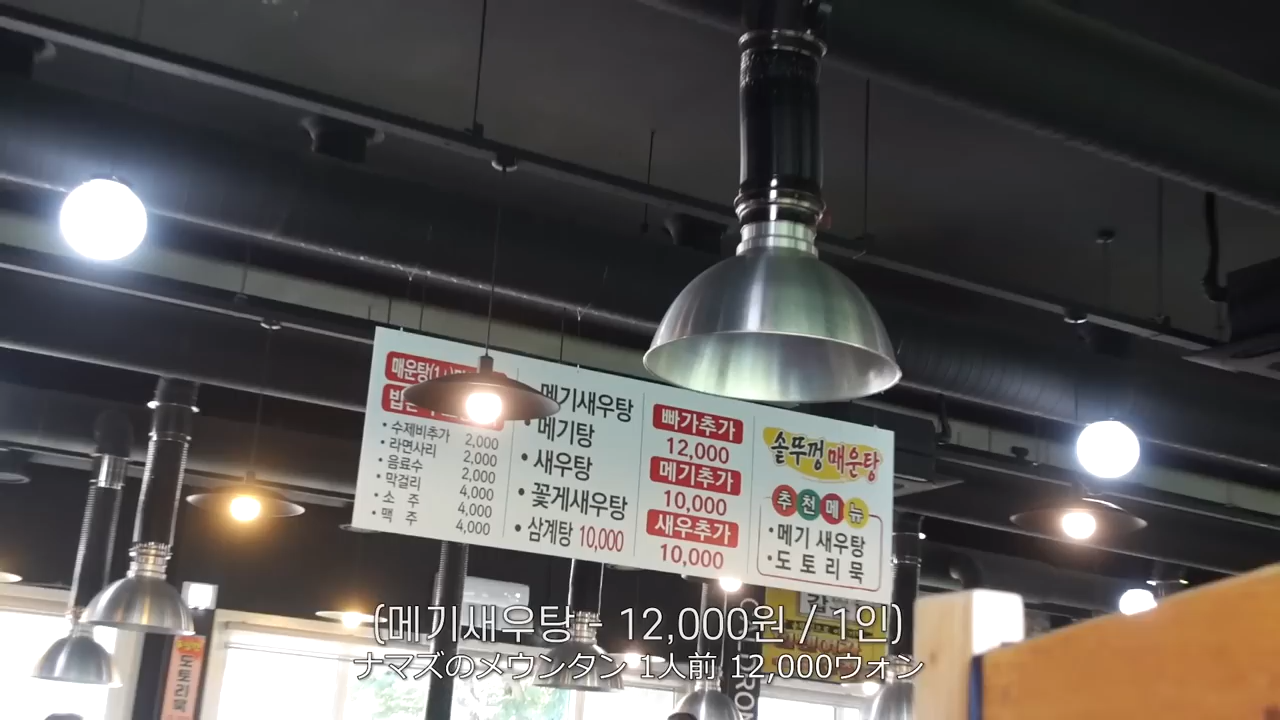 매운탕(1人)
• 수제비추가 2,000
• 라면사리 2,000
• 음료수 2,000
• 막걸리 4,000
• 소 주 4,000
• 맥 주 4,000
메기새우탕
• 메기탕
• 새우탕
• 꽃게새우탕
• 삼계탕 10,000
빠가추가
12,000
메기추가
10,000
새우추가
10,000
솥뚜껑매운탕
추천메뉴
• 메기 새우탕
• 도토리묵
도토리묵
(메기새우탕 - 12,000원 / 1인)
ナマズのメウンタン 1人前 12,000ウォン